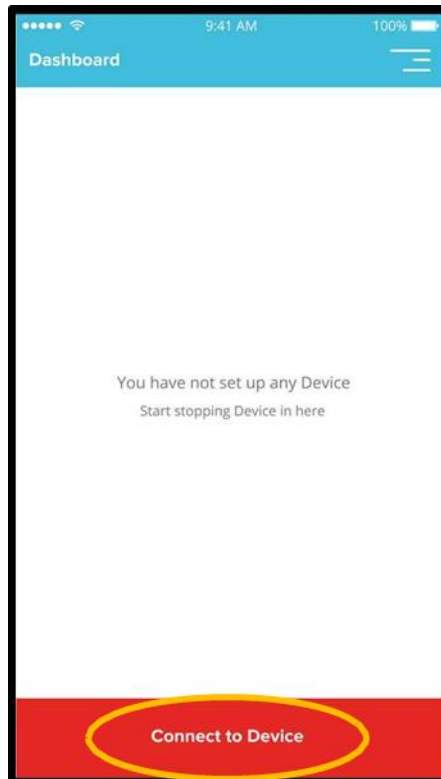 9:41 AM
100%
Dashboard
You have not set up any Device
Start stopping Device in here
Connect to Device